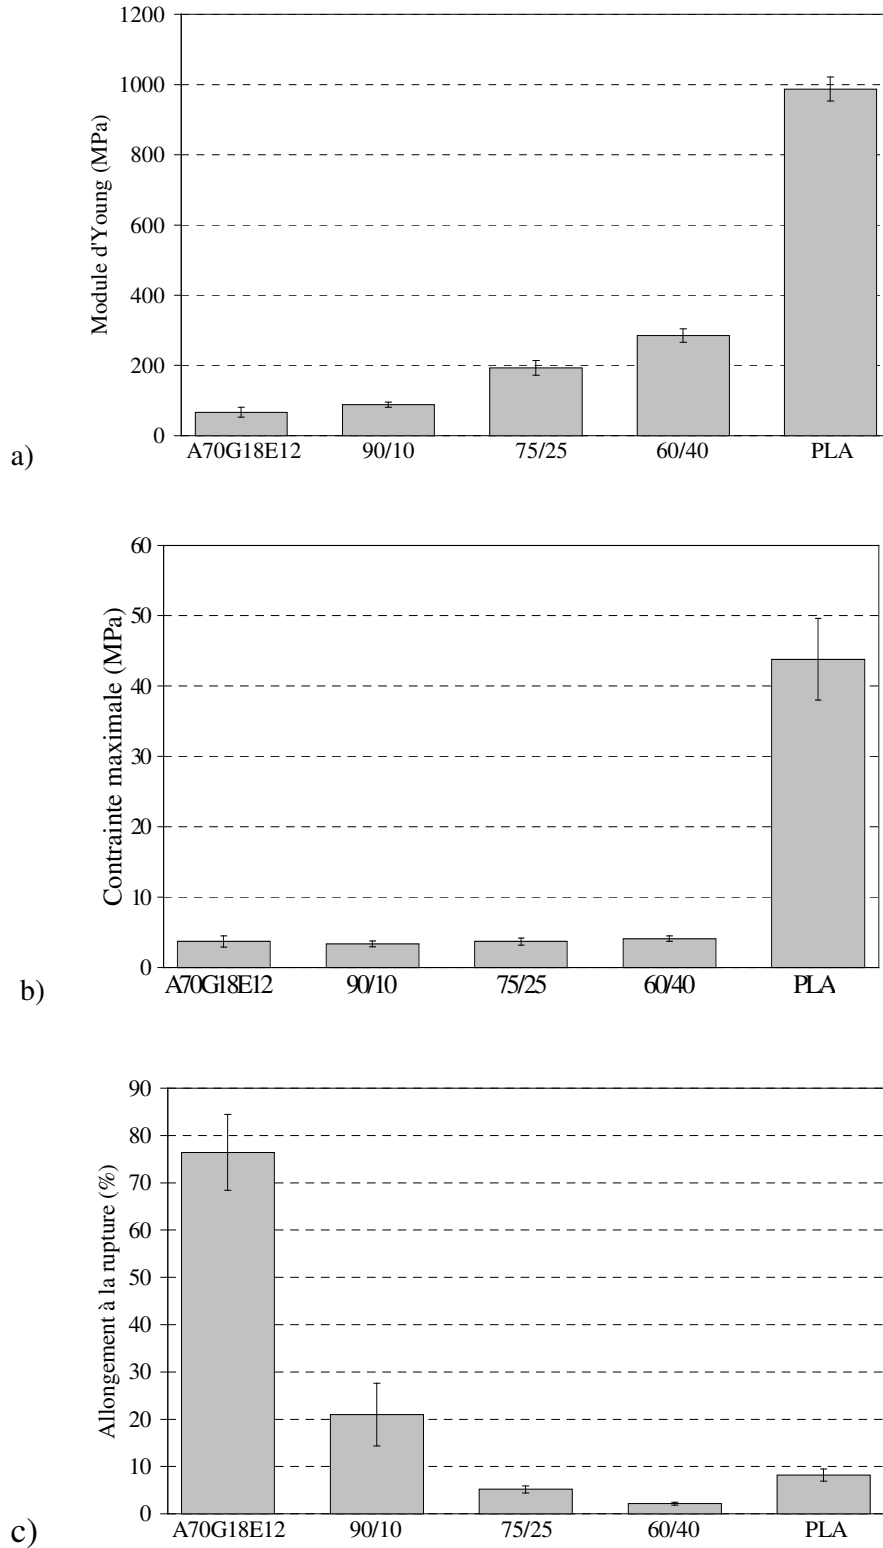 1200
1000
800
600
400
200
0
Module d'Young (MPa)
A70G18E12 90/10 75/25 60/40 PLA
a)
60
50
40
30
20
10
0
Contrainte maximale (MPa)
A70G18E12 90/10 75/25 60/40 PLA
b)
90
80
70
60
50
40
30
20
10
0
Allongement à la rupture (%)
A70G18E12 90/10 75/25 60/40 PLA
c)